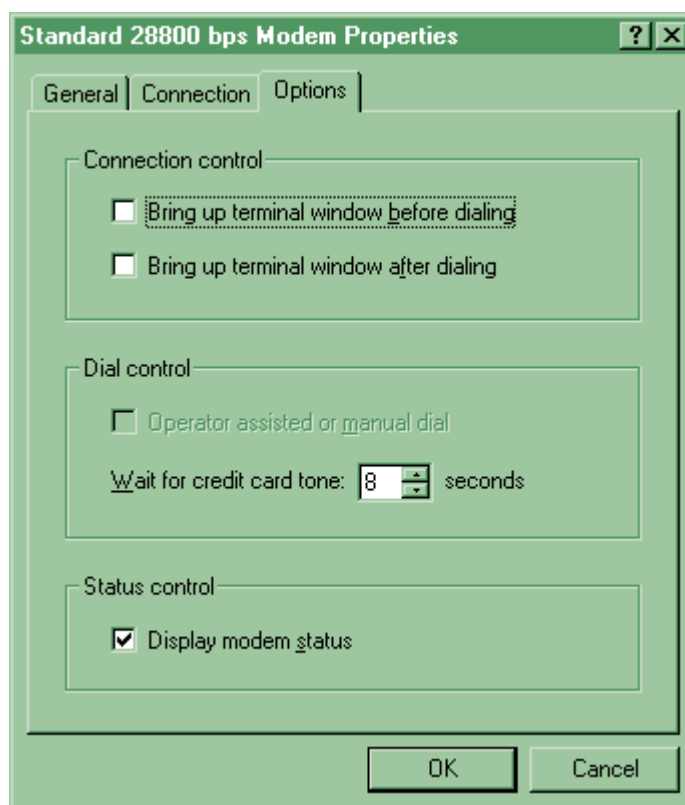 Standard 28800 bps Modem Properties ? ×
General Connection Options
Connection control
Bring up terminal window before dialing
Bring up terminal window after dialing
Dial control
Operator assisted or manual dial
Wait for credit card tone: 8 seconds
Status control
Display modem status
OK Cancel